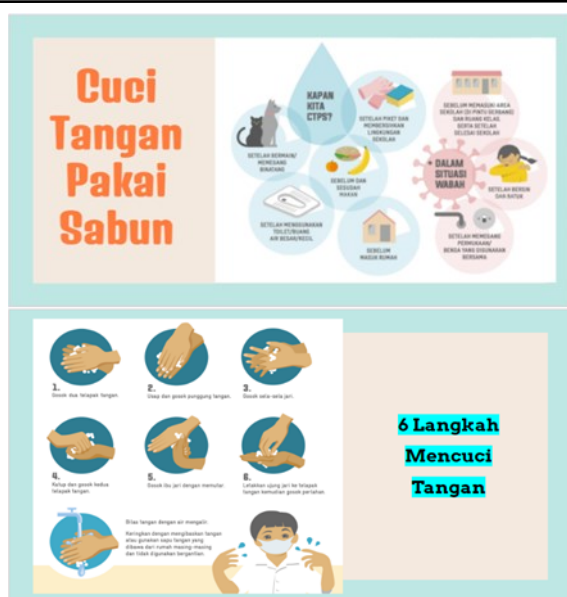 Cuci
Tangan
Pakai
Sabun
KAPAN
KITA
CTPS?
SETELAH PIKET DAN
MEMBERSIHKAN
LINGKUNGAN
SEKOLAH
SEBELUM MEMASUKI AREA
SEKOLAH (DI PINTU GERBANG)
DAN RUANG KELAS
SERTA SETELAH
SELESAI SEKOLAH
SETELAH BERMAIN/
MEMEGANG
BINATANG
SEBELUM DAN
SESUDAH
MAKAN
+ DALAM
SITUASI
WABAH
SETELAH BERSIN
DAN BATUK
SETELAH MENGGUNAKAN
TOILET/BUANG
AIR BESAR/KECIL
SEBELUM
MASUK RUMAH
SETELAH MEMEGANG
PERMUKAAN/
BENDA YANG DIGUNAKAN
BERSAMA
1.
Gosok dua telapak tangan.
2.
Usap dan gosok punggung tangan.
3.
Gosok sela-sela jari.
4.
Katup dan gosok kedua
telapak tangan.
5.
Gosok ibu jari dengan memutar.
6.
Letakkan ujung jari ke telapak
tangan kemudian gosok perlahan.
Bilas tangan dengan air mengalir.
Keringkan dengan mengibaskan tangan
atau gunakan sapu tangan yang
dibawa dari rumah masing-masing
dan tidak digunakan bergantian.
6 Langkah
Mencuci
Tangan